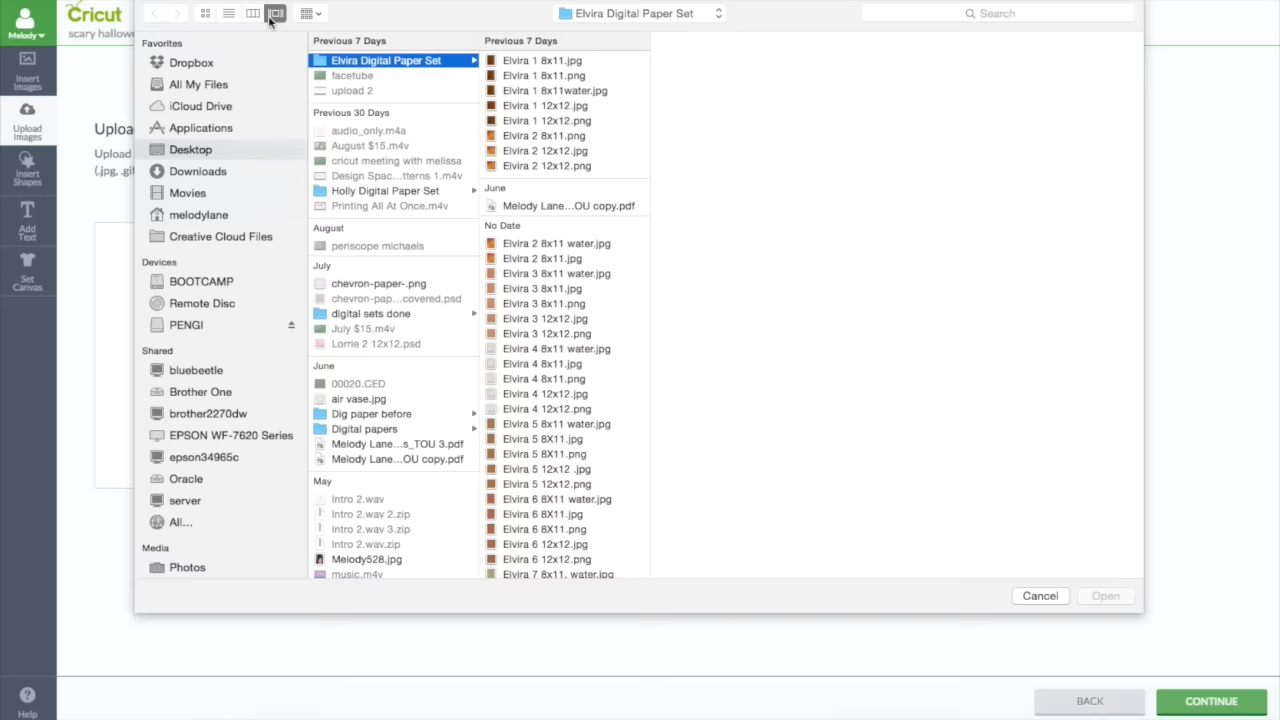 Cricut
Elvira Digital Paper Set
Search
Melody
scary hallow
Insert
Images
Upload
Images
Insert
Shapes
Add
Text
Set
Canvas
Help
Uploa
Upload
(.jpg, .gif
Favorites
Dropbox
All My Files
iCloud Drive
Applications
Desktop
Downloads
Movies
melodylane
Creative Cloud Files
Devices
BOOTCAMP
Remote Disc
PENGI
Shared
bluebeetle
Brother One
brother2270dw
EPSON WF-7620 Series
epson34965c
Oracle
server
All...
Media
Photos
Previous 7 Days
Elvira Digital Paper Set
facetube
upload 2
Previous 30 Days
audio_only.m4a
August $15.m4v
cricut meeting with melissa
Design Spac...tterns 1.m4v
Holly Digital Paper Set
Printing All At Once.m4v
August
periscope michaels
July
chevron-paper-.png
chevron-pap...covered.psd
digital sets done
July $15.m4v
Lorrie 2 12x12.psd
June
00020.CED
air vase.jpg
Dig paper before
Digital papers
Melody Lane...s_TOU 3.pdf
Melody Lane...OU copy.pdf
May
Intro 2.wav
Intro 2.wav 2.zip
Intro 2.wav 3.zip
Intro 2.wav.zip
Melody528.jpg
music.m4v
Previous 7 Days
Elvira 1 8x11.jpg
Elvira 1 8x11.png
Elvira 1 8x11water.jpg
Elvira 1 12x12.jpg
Elvira 1 12x12.png
Elvira 2 8x11.png
Elvira 2 12x12.jpg
Elvira 2 12x12.png
June
Melody Lane...OU copy.pdf
No Date
Elvira 2 8x11 water.jpg
Elvira 2 8x11.jpg
Elvira 3 8x11 water.jpg
Elvira 3 8x11.jpg
Elvira 3 8x11.png
Elvira 3 12x12.jpg
Elvira 3 12x12.png
Elvira 4 8x11 water.jpg
Elvira 4 8x11.jpg
Elvira 4 8x11.png
Elvira 4 12x12.jpg
Elvira 4 12x12.png
Elvira 5 8x11 water.jpg
Elvira 5 8X11.jpg
Elvira 5 8X11.png
Elvira 5 12x12 .jpg
Elvira 5 12x12.png
Elvira 6 8X11 water.jpg
Elvira 6 8X11.jpg
Elvira 6 8X11.png
Elvira 6 12x12.jpg
Elvira 6 12x12.png
Elvira 7 8x11. water.jpg
Cancel
Open
BACK
CONTINUE